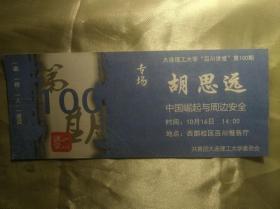 大连理工大学“百川讲坛”第100期
专场
胡思远
中国崛起与周边安全
时间：10月16日 14:00
地点：西部校区百川报告厅
共青团大连理工大学委员会
第
100
期